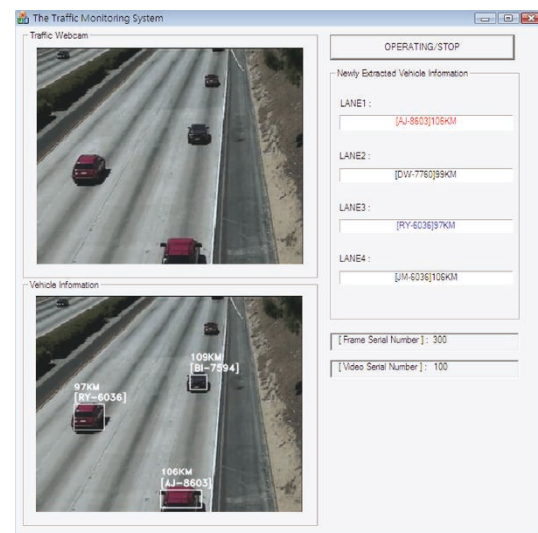 The Traffic Monitoring System
Traffic Webcam
OPERATING/STOP
Newly Extracted Vehicle Information
LANE1 :
[AJ-8603]106KM
LANE2 :
[DW-7760]99KM
LANE3 :
[RY-6036]97KM
LANE4 :
[JM-6036]106KM
Vehicle Information
109KM
[BI-7594]
97KM
[RY-6036]
106KM
[AJ-8603]
[ Frame Serial Number ] : 300
[ Video Serial Number ] : 100